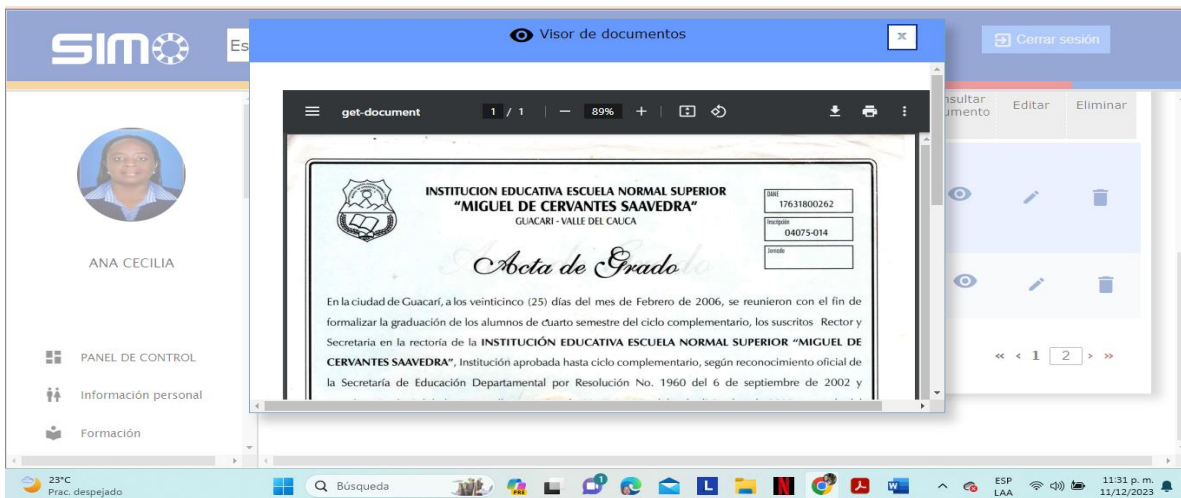 SIMO
Es
Visor de documentos
x
Cerrar sesión
get-document
1 / 1
89%
Editar
Eliminar
INSTITUCION EDUCATIVA ESCUELA NORMAL SUPERIOR
"MIGUEL DE CERVANTES SAAVEDRA"
GUACARI - VALLE DEL CAUCA
DANE
17631800262
Inscripción
04075-014
Jornada
Acta de Grado
En la ciudad de Guacarí, a los veinticinco (25) días del mes de Febrero de 2006, se reunieron con el fin de
formalizar la graduación de los alumnos de cuarto semestre del ciclo complementario, los suscritos Rector y
Secretaria en la rectoría de la INSTITUCIÓN EDUCATIVA ESCUELA NORMAL SUPERIOR "MIGUEL DE
CERVANTES SAAVEDRA", Institución aprobada hasta ciclo complementario, según reconocimiento oficial de
la Secretaría de Educación Departamental por Resolución No. 1960 del 6 de septiembre de 2002 y
ANA CECILIA
PANEL DE CONTROL
Información personal
Formación
« ‹ 1 2 › »
23°C
Prac. despejado
Búsqueda
ESP
LAA
11:31 p. m.
11/12/2023